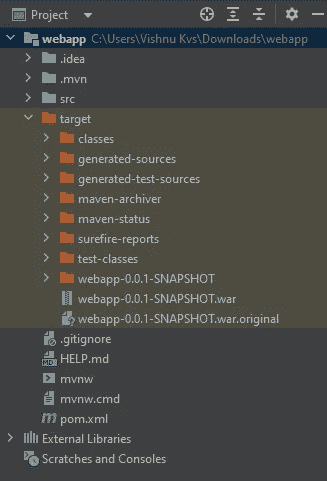 Project
webapp C:\Users\Vishnu Kvs\Downloads\webapp
.idea
.mvn
src
target
classes
generated-sources
generated-test-sources
maven-archiver
maven-status
surefire-reports
test-classes
webapp-0.0.1-SNAPSHOT
webapp-0.0.1-SNAPSHOT.war
webapp-0.0.1-SNAPSHOT.war.original
.gitignore
HELP.md
mvnw
mvnw.cmd
pom.xml
External Libraries
Scratches and Consoles